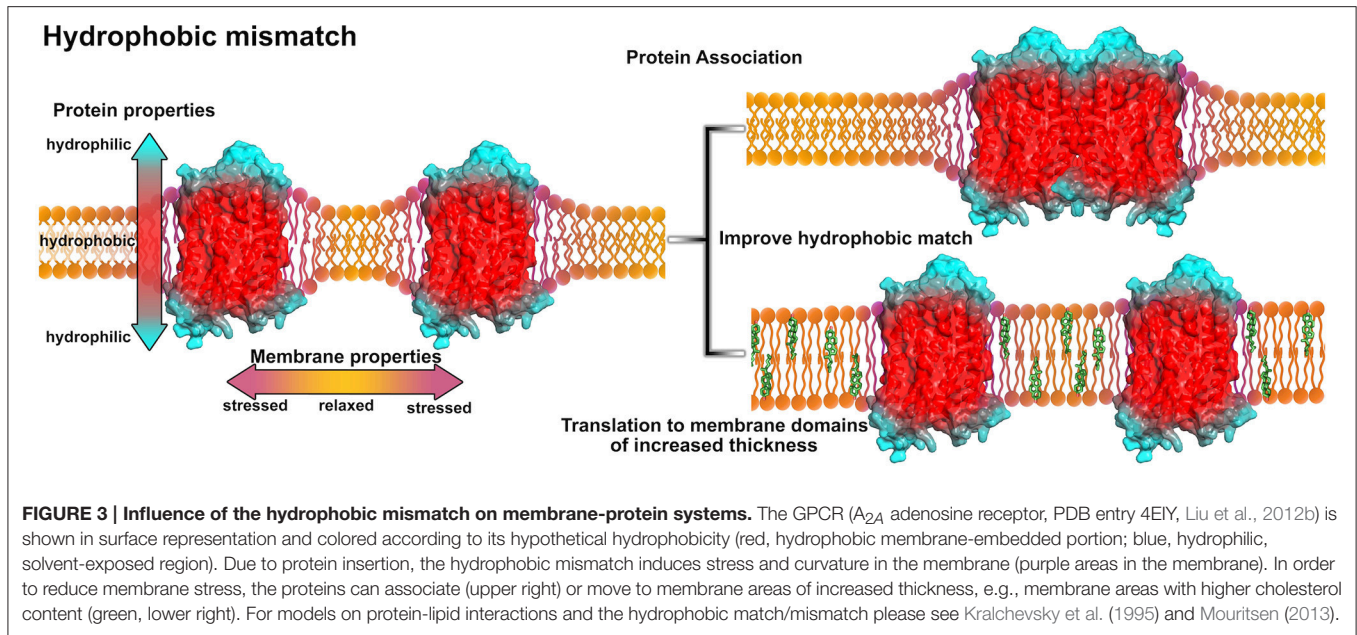 Hydrophobic mismatch
Protein properties
hydrophilic
hydrophobic
hydrophilic
Membrane properties
stressed relaxed stressed
Protein Association
Improve hydrophobic match
Translation to membrane domains
of increased thickness
FIGURE 3 | Influence of the hydrophobic mismatch on membrane-protein systems. The GPCR (A2A adenosine receptor, PDB entry 4EIY, Liu et al., 2012b) is
shown in surface representation and colored according to its hypothetical hydrophobicity (red, hydrophobic membrane-embedded portion; blue, hydrophilic,
solvent-exposed region). Due to protein insertion, the hydrophobic mismatch induces stress and curvature in the membrane (purple areas in the membrane). In order
to reduce membrane stress, the proteins can associate (upper right) or move to membrane areas of increased thickness, e.g., membrane areas with higher cholesterol
content (green, lower right). For models on protein-lipid interactions and the hydrophobic match/mismatch please see Kralchevsky et al. (1995) and Mouritsen (2013).